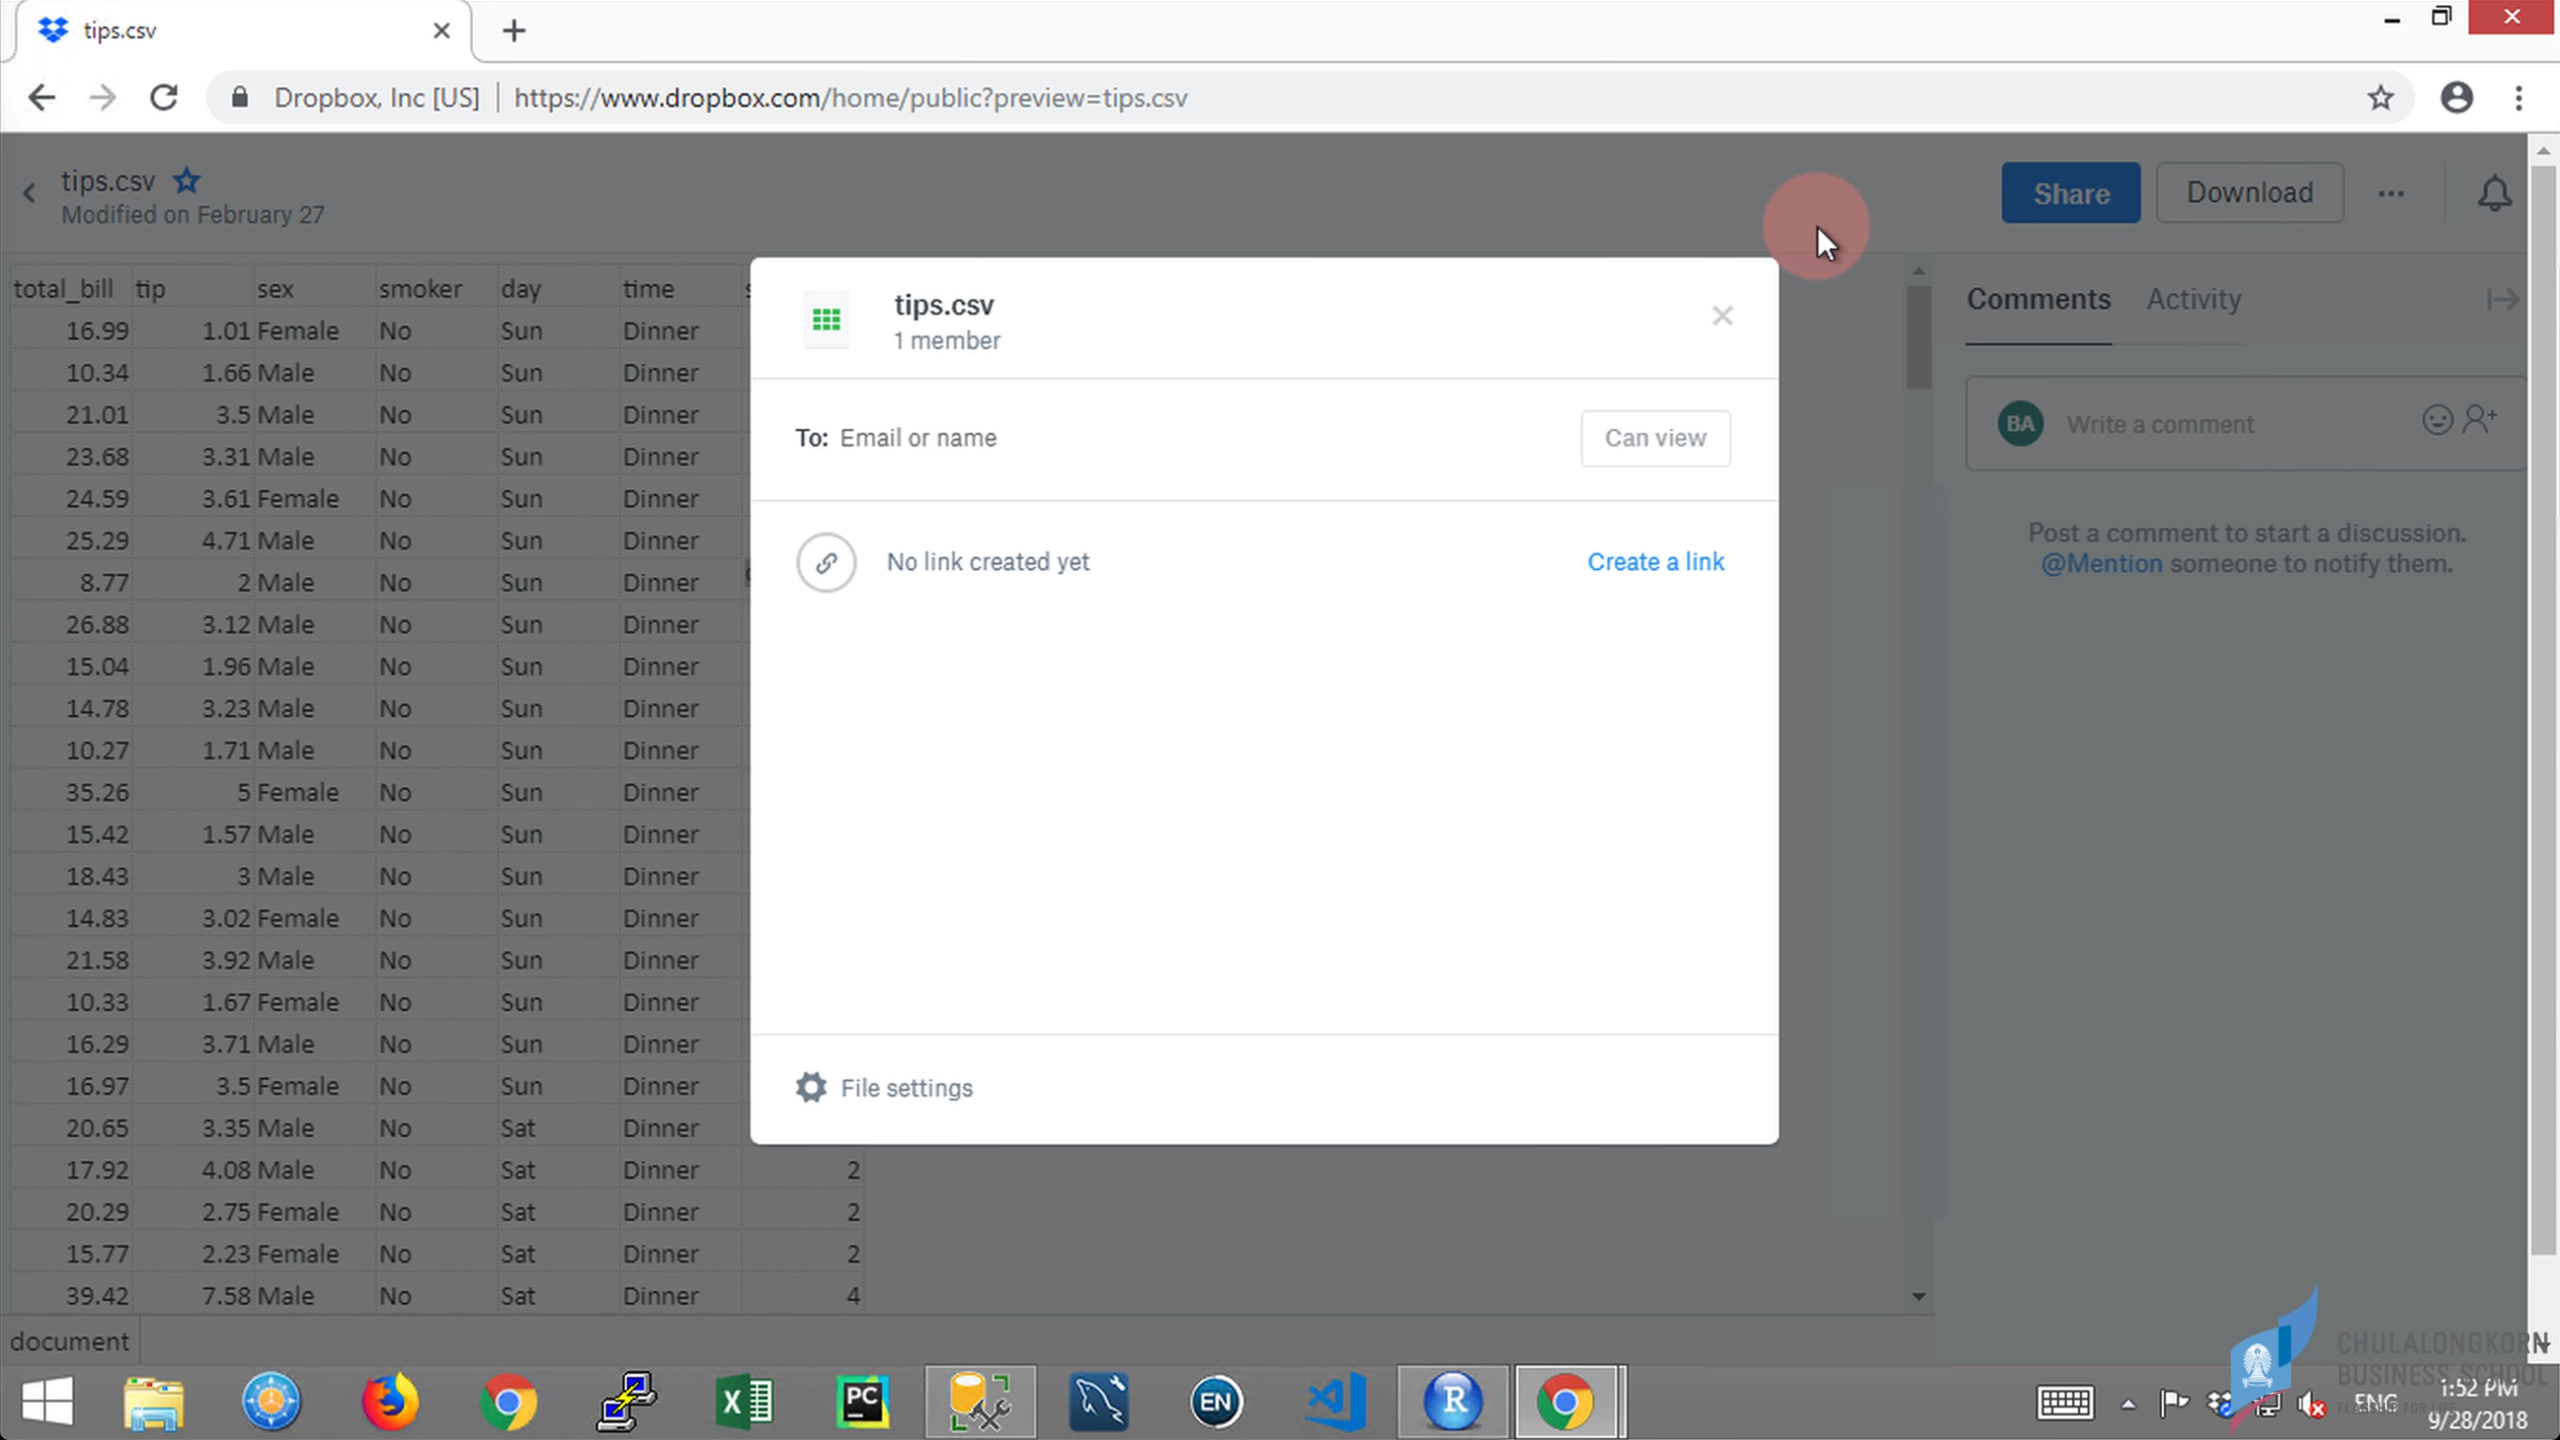 tips.csv
Dropbox, Inc [US] https://www.dropbox.com/home/public?preview=tips.csv
tips.csv
Modified on February 27
Share Download
total_bill tip sex smoker day time
16.99 1.01 Female No Sun Dinner
10.34 1.66 Male No Sun Dinner
21.01 3.5 Male No Sun Dinner
23.68 3.31 Male No Sun Dinner
24.59 3.61 Female No Sun Dinner
25.29 4.71 Male No Sun Dinner
8.77 2 Male No Sun Dinner
26.88 3.12 Male No Sun Dinner
15.04 1.96 Male No Sun Dinner
14.78 3.23 Male No Sun Dinner
10.27 1.71 Male No Sun Dinner
35.26 5 Female No Sun Dinner
15.42 1.57 Male No Sun Dinner
18.43 3 Male No Sun Dinner
14.83 3.02 Female No Sun Dinner
21.58 3.92 Male No Sun Dinner
10.33 1.67 Female No Sun Dinner
16.29 3.71 Male No Sun Dinner
16.97 3.5 Female No Sun Dinner
20.65 3.35 Male No Sat Dinner
17.92 4.08 Male No Sat Dinner 2
20.29 2.75 Female No Sat Dinner 2
15.77 2.23 Female No Sat Dinner 2
39.42 7.58 Male No Sat Dinner 4
document
tips.csv
1 member
To: Email or name Can view
No link created yet Create a link
File settings
Comments Activity
BA Write a comment
Post a comment to start a discussion.
@Mention someone to notify them.
CHULALONGKORN
BUSINESS SCHOOL
PC
EN
R
ENG
1:52 PM
9/28/2018